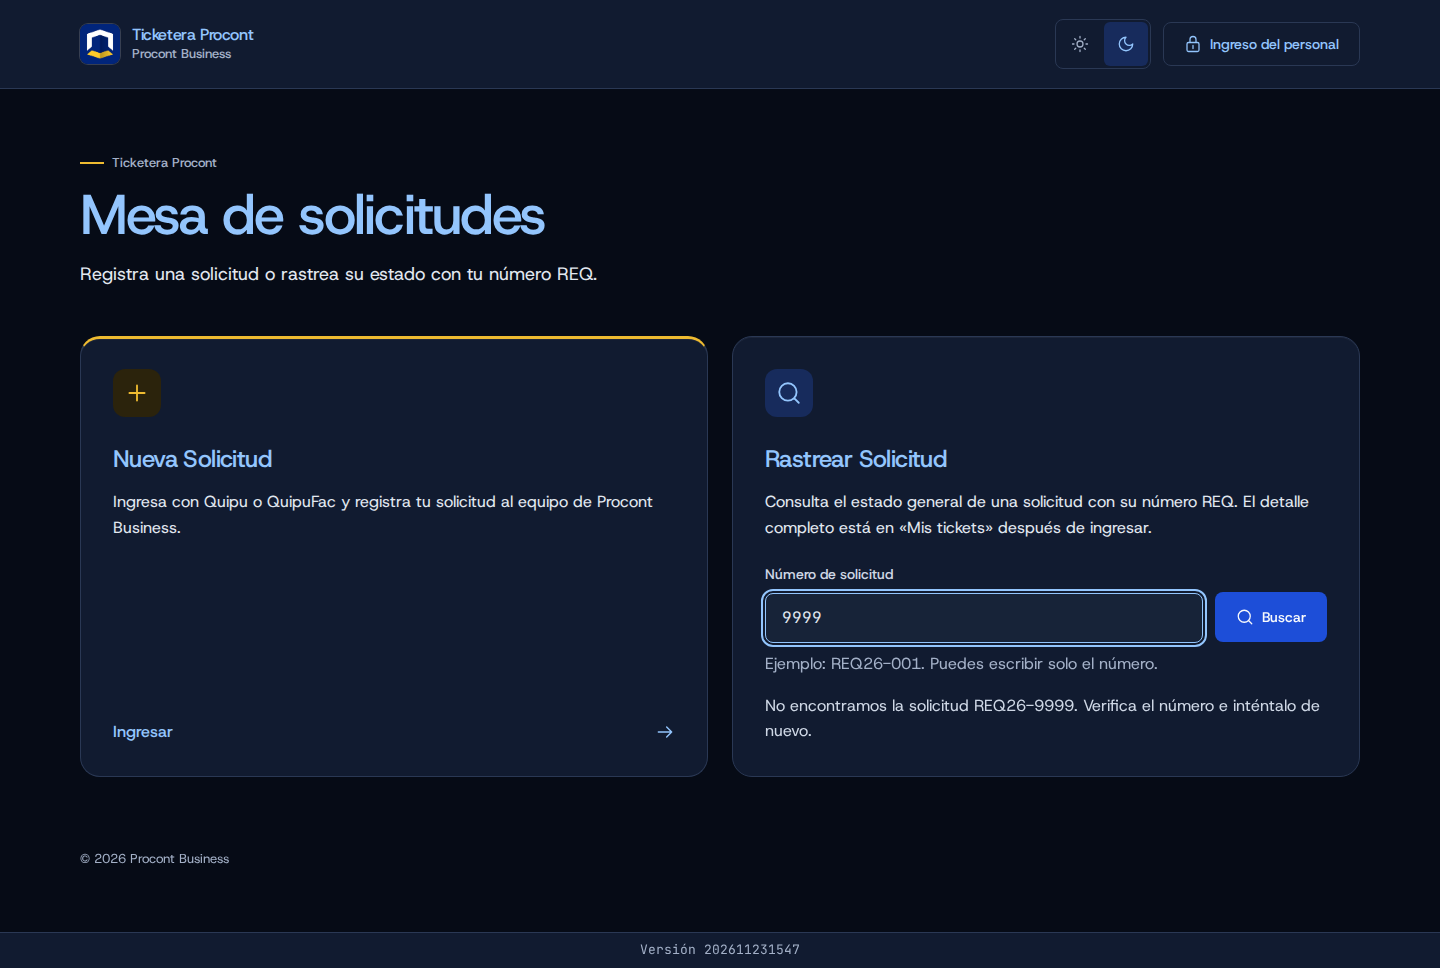 Ticketera Procont
Procont Business
Ingreso del personal
Ticketera Procont
Mesa de solicitudes
Registra una solicitud o rastrea su estado con tu número REQ.
Nueva Solicitud
Ingresa con Quipu o QuipuFac y registra tu solicitud al equipo de Procont
Business.
Ingresar
Rastrear Solicitud
Consulta el estado general de una solicitud con su número REQ. El detalle
completo está en «Mis tickets» después de ingresar.
Número de solicitud
9999
Buscar
Ejemplo: REQ26-001. Puedes escribir solo el número.
No encontramos la solicitud REQ26-9999. Verifica el número e inténtalo de
nuevo.
© 2026 Procont Business
Versión 202611231547